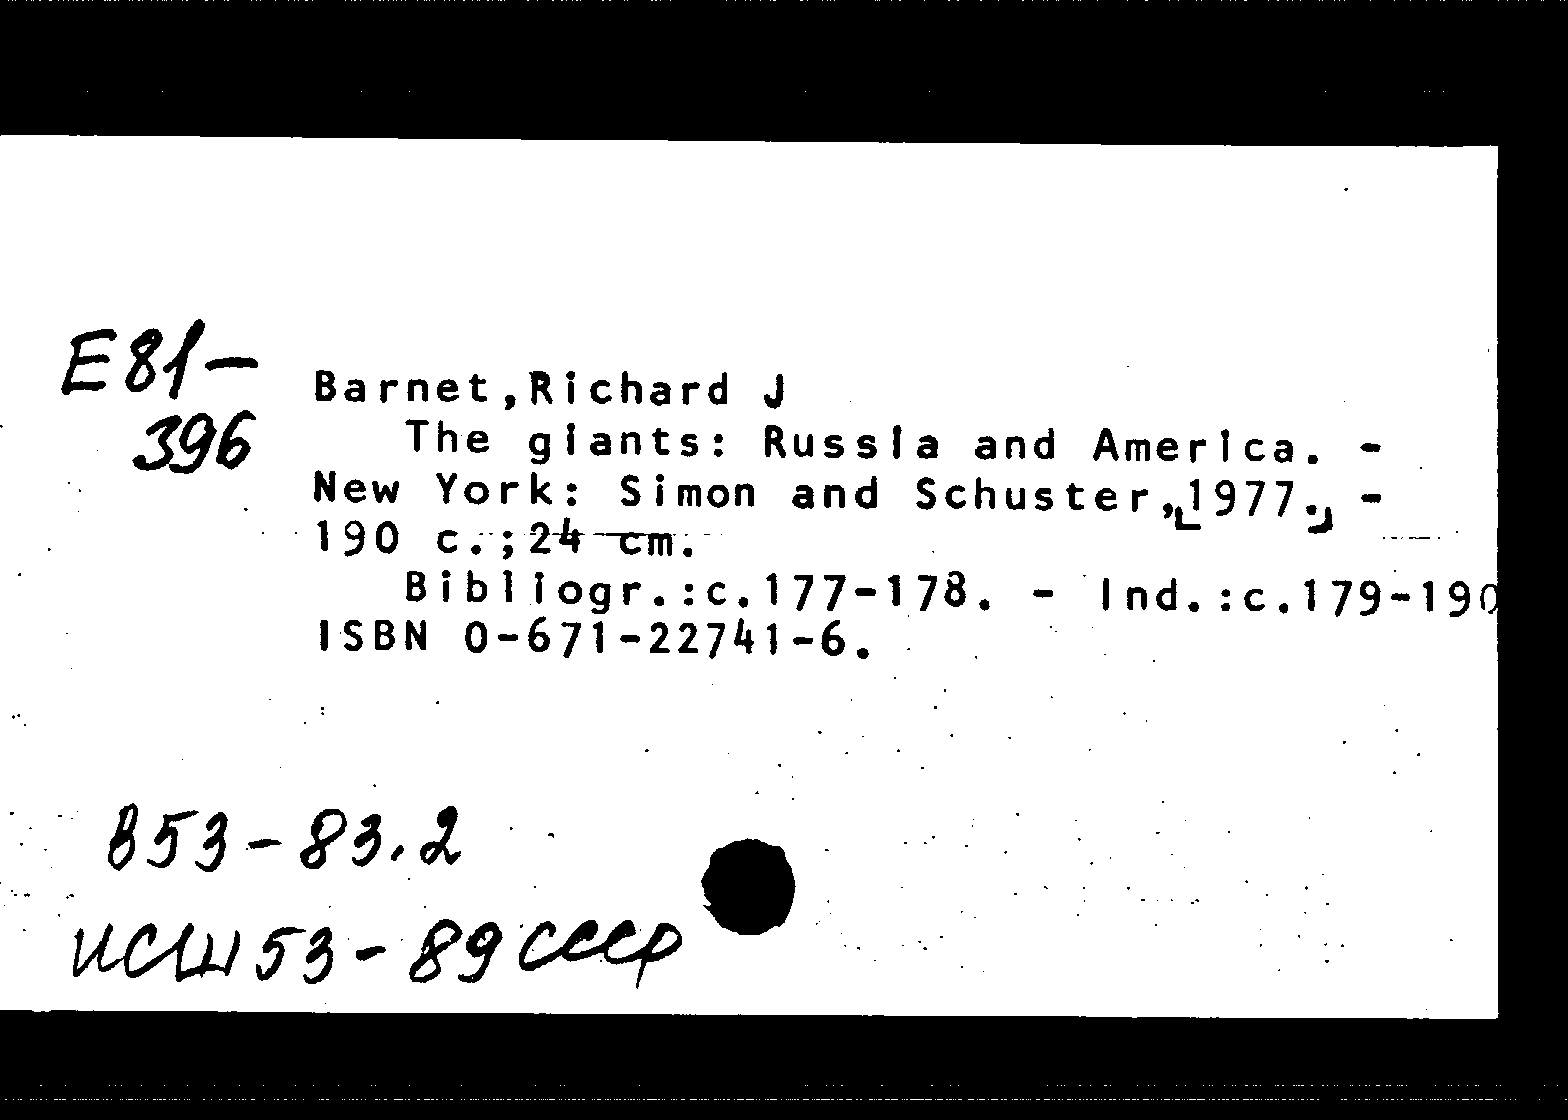 E81-
396
Barnet, Richard J
The giants: Russia and America. -
New York: Simon and Schuster, [1977.] -
190 c.; 24 cm.
Bibliogr.:c.177-178. - Ind.:c.179-190
ISBN 0-671-22741-6.
В53-83.2
ИСШ53-89СССР